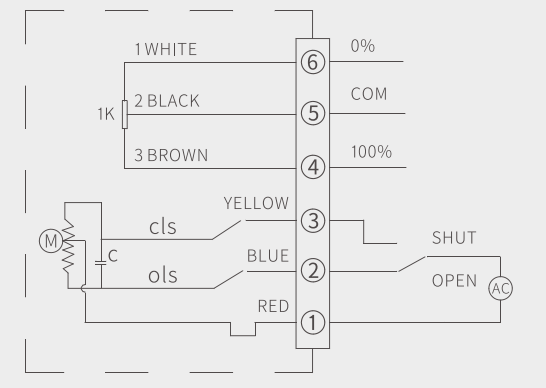 1 WHITE
6
0%
1K
2 BLACK
5
COM
3 BROWN
4
100%
YELLOW
cls
3
SHUT
M
C
BLUE
ols
2
OPEN
AC
RED
1